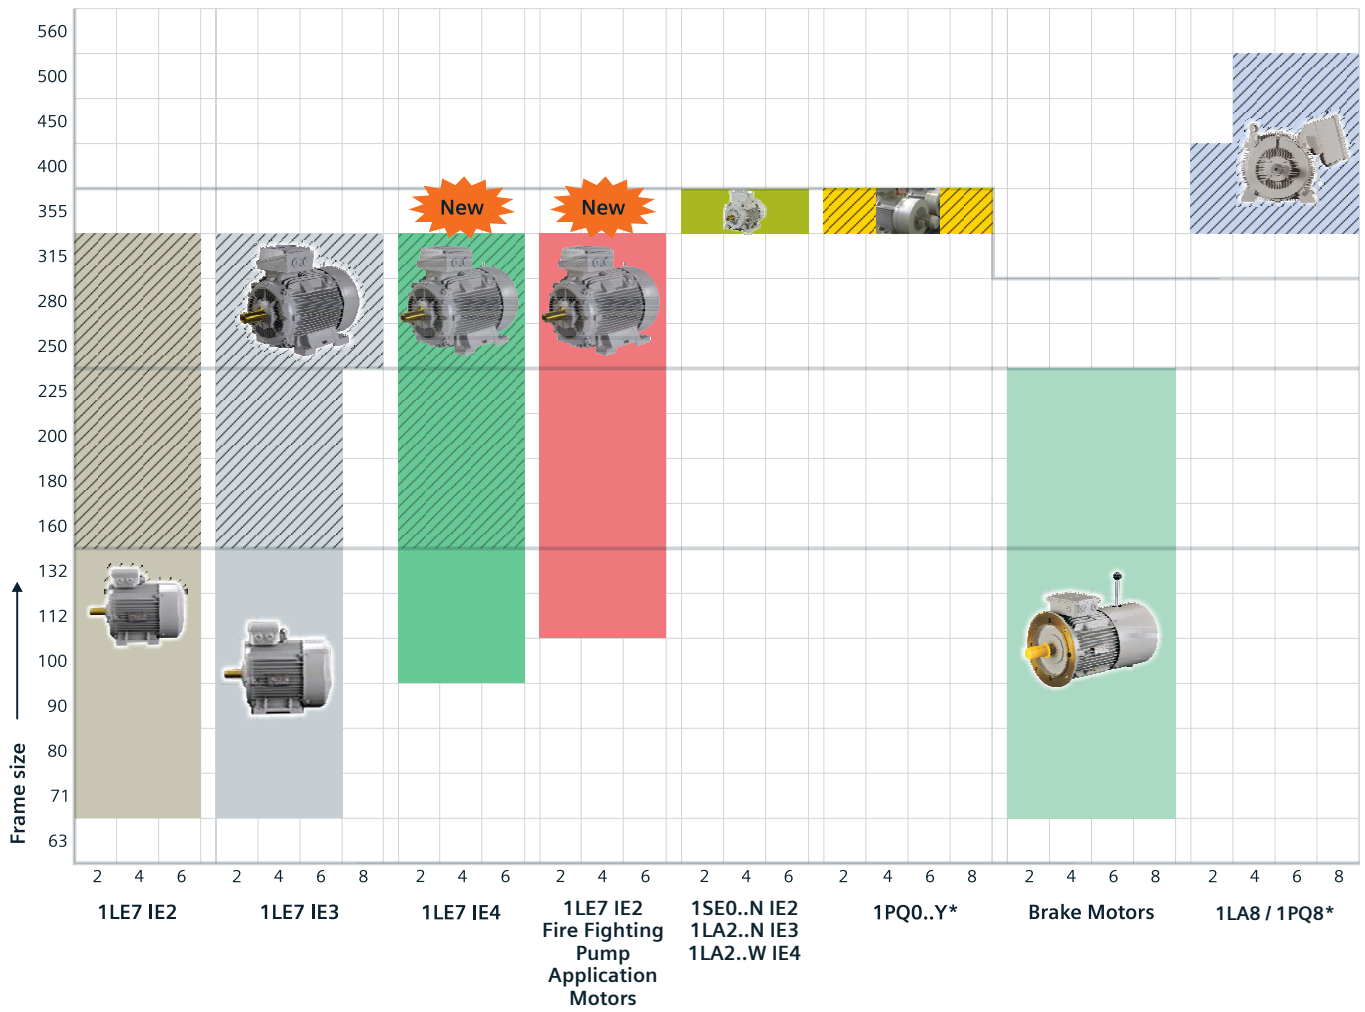 560
500
450
400
355
315
280
250
225
200
180
160
132
112
100
90
80
71
63
Frame size
New
New
2 4 6 2 4 6 8 2 4 6 2 4 6 2 4 6 2 4 6 8 2 4 6 8 2 4 6 8
1LE7 IE2
1LE7 IE3
1LE7 IE4
1LE7 IE2
Fire Fighting
Pump
Application
Motors
1SE0..N IE2
1LA2..N IE3
1LA2..W IE4
1PQ0..Y*
Brake Motors
1LA8 / 1PQ8*